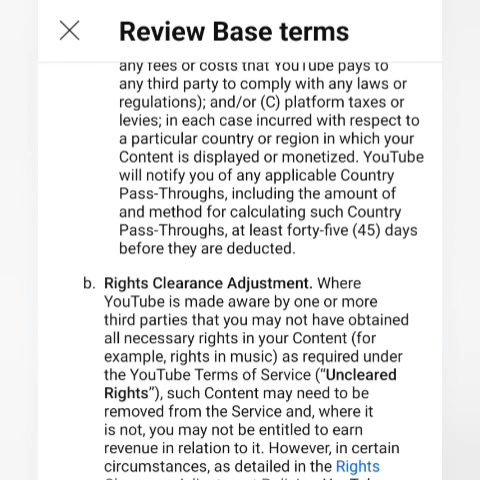 Review Base terms
any fees or costs that YouTube pays to
any third party to comply with any laws or
regulations); and/or (C) platform taxes or
levies; in each case incurred with respect to
a particular country or region in which your
Content is displayed or monetized. YouTube
will notify you of any applicable Country
Pass-Throughs, including the amount of
and method for calculating such Country
Pass-Throughs, at least forty-five (45) days
before they are deducted.
b. Rights Clearance Adjustment. Where
YouTube is made aware by one or more
third parties that you may not have obtained
all necessary rights in your Content (for
example, rights in music) as required under
the YouTube Terms of Service ("Uncleared
Rights"), such Content may need to be
removed from the Service and, where it
is not, you may not be entitled to earn
revenue in relation to it. However, in certain
circumstances, as detailed in the Rights